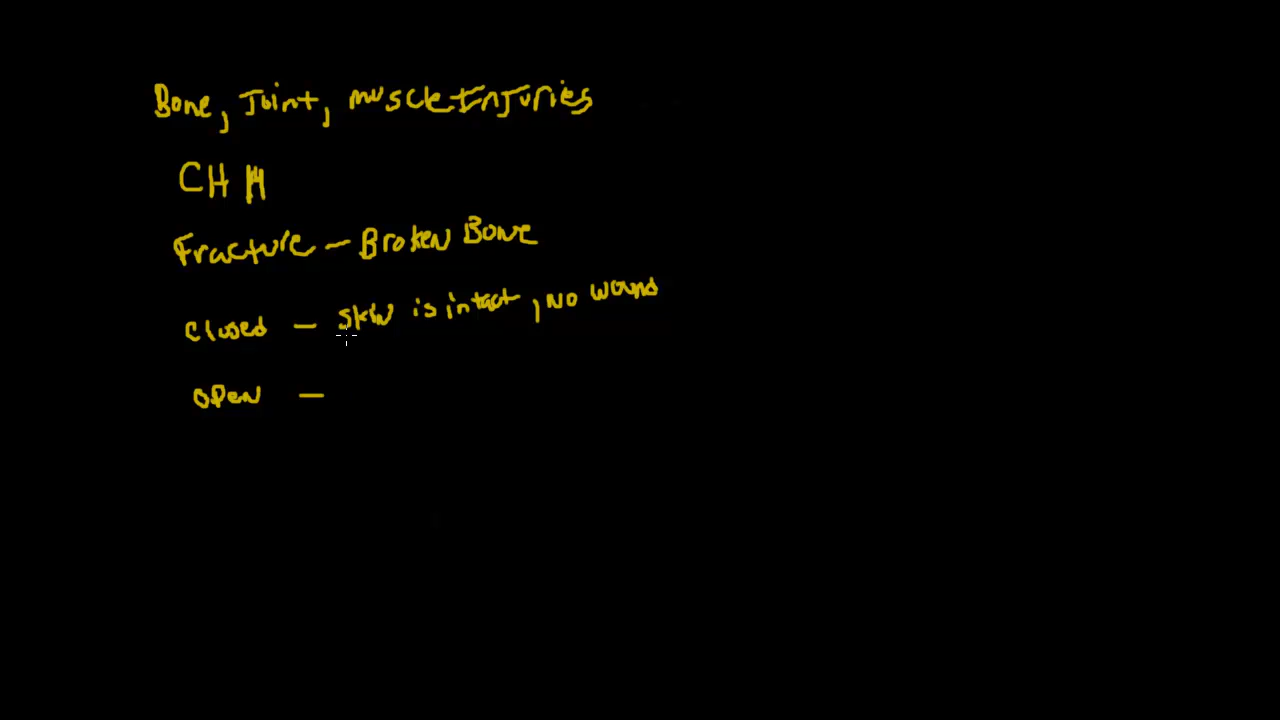 Bone, Joint, muscle Injuries
CH 14
Fracture - Broken Bone
closed - skin is intact, No wound
open -